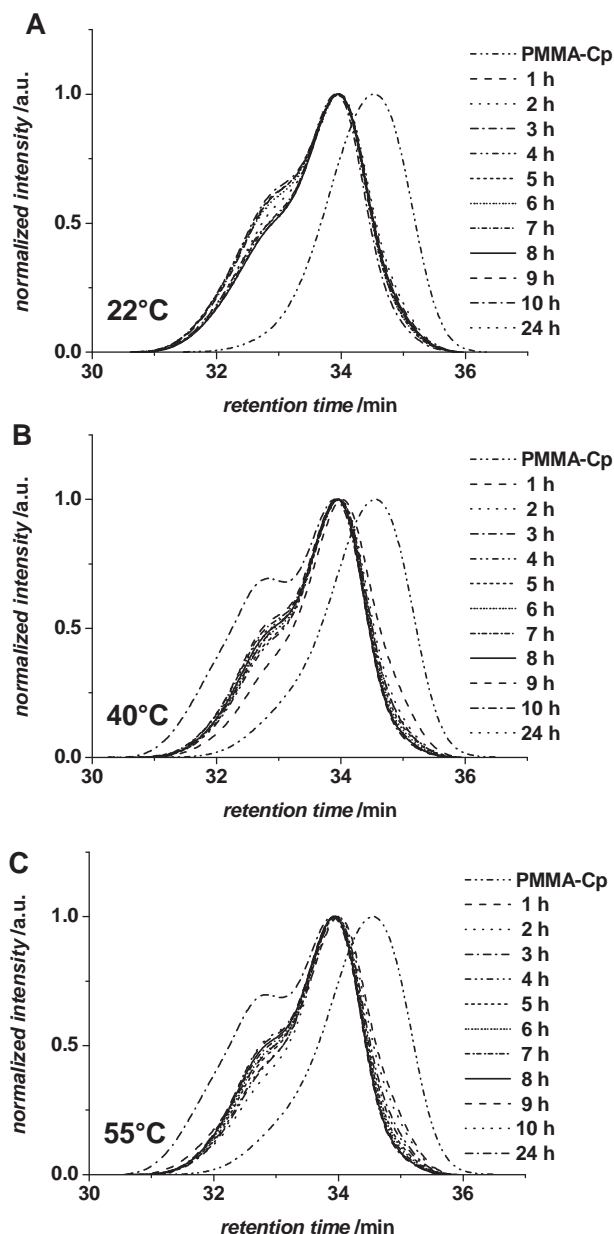 A
normalized intensity /a.u.
1.0
0.5
0.0
30
32
34
36
retention time /min
22°C
PMMA-Cp
1 h
2 h
3 h
4 h
5 h
6 h
7 h
8 h
9 h
10 h
24 h
B
normalized intensity /a.u.
1.0
0.5
0.0
30
32
34
36
retention time /min
40°C
PMMA-Cp
1 h
2 h
3 h
4 h
5 h
6 h
7 h
8 h
9 h
10 h
24 h
C
normalized intensity /a.u.
1.0
0.5
0.0
30
32
34
36
retention time /min
55°C
PMMA-Cp
1 h
2 h
3 h
4 h
5 h
6 h
7 h
8 h
9 h
10 h
24 h